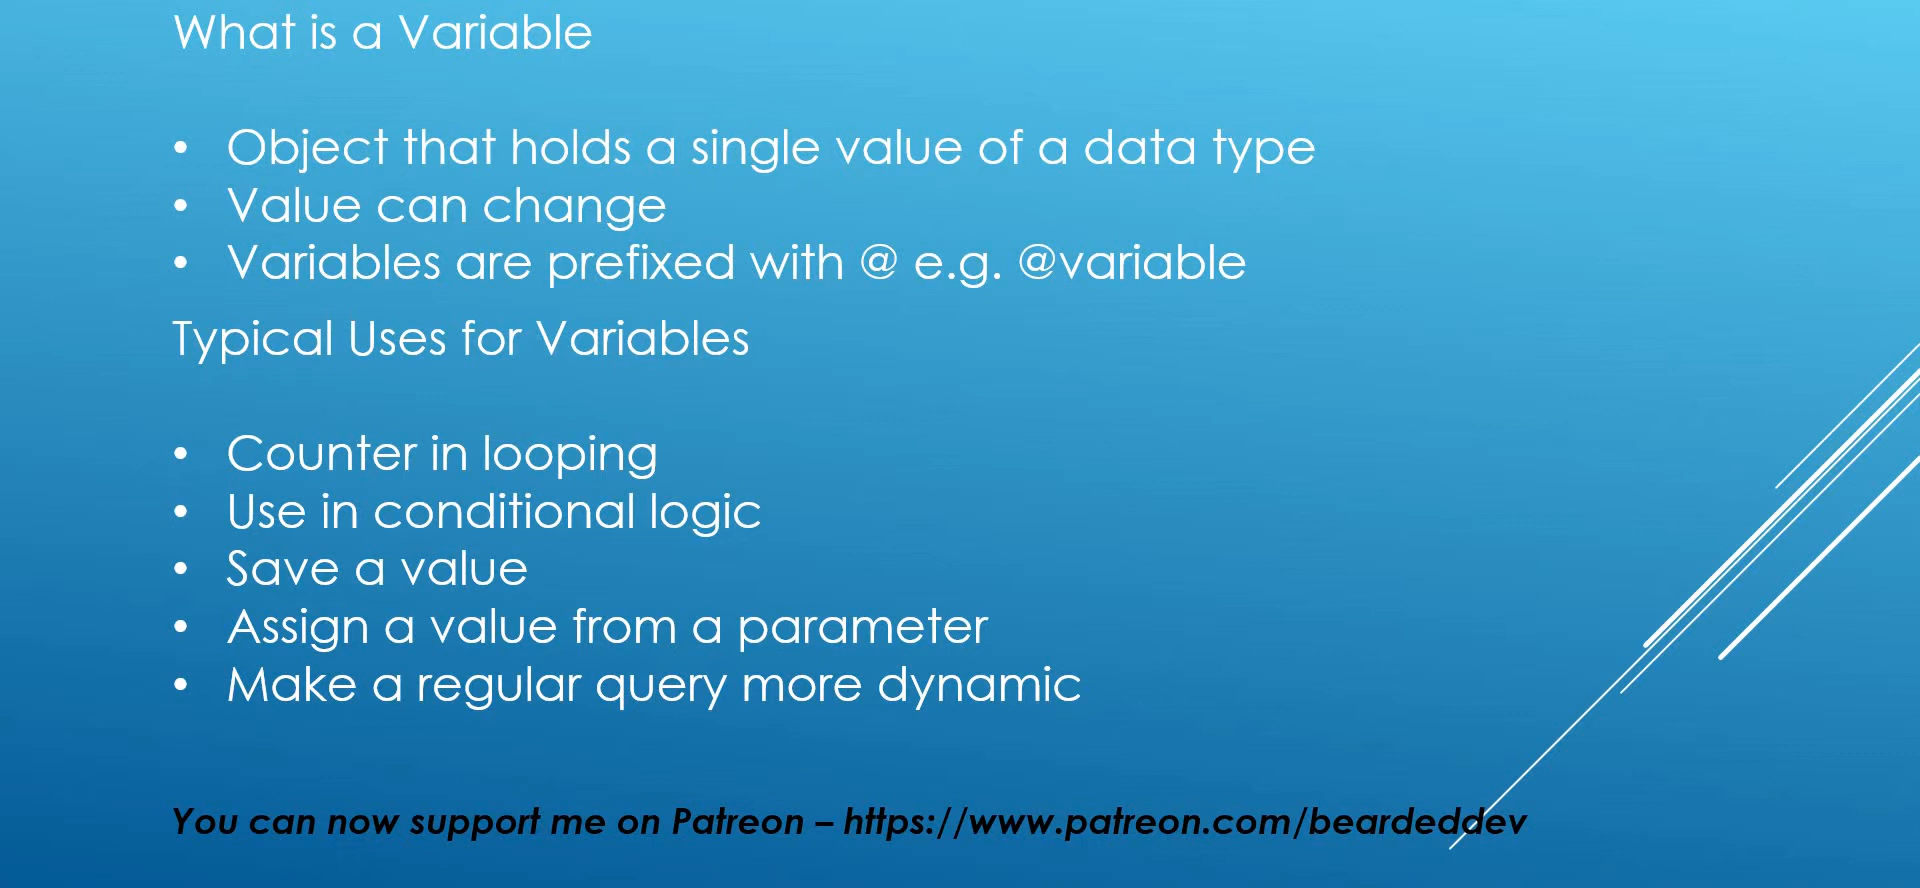 What is a Variable
• Object that holds a single value of a data type
• Value can change
• Variables are prefixed with @ e.g. @variable
Typical Uses for Variables
• Counter in looping
• Use in conditional logic
• Save a value
• Assign a value from a parameter
• Make a regular query more dynamic
You can now support me on Patreon – https://www.patreon.com/beardeddev